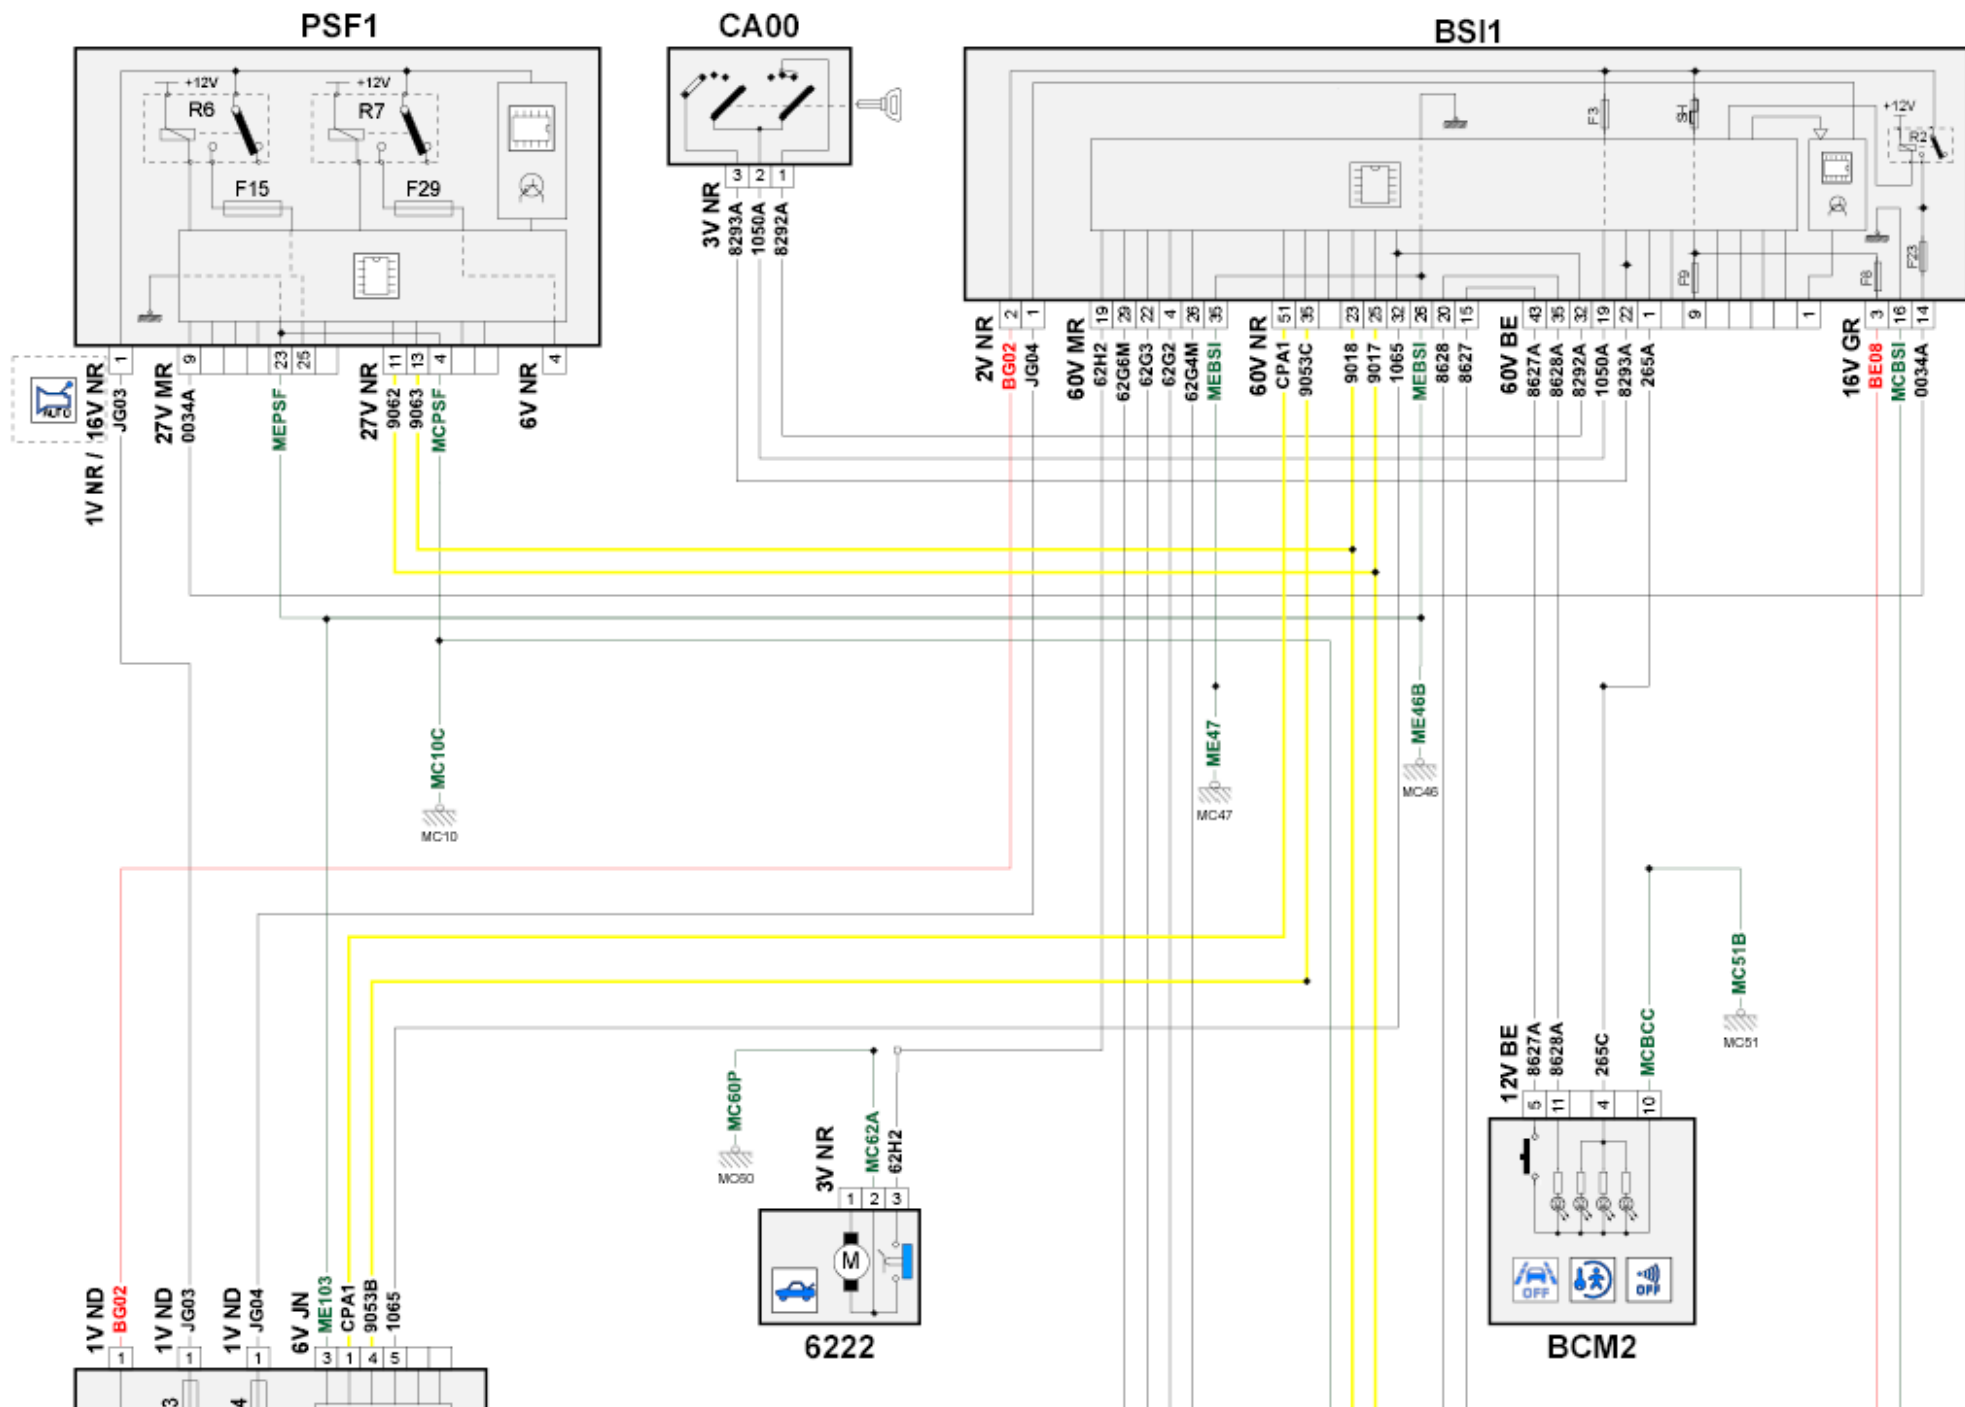 PSF1
CA00
BSI1
+12V
R6
+12V
R7
F15
F29
F3
SH
+12V
R2
F9
F8
F23
3 2 1
3V NR
8293A
1050A
8292A
AUTO
1V NR / 16V NR
1
JG03
27V MR
9
0034A
23
25
MEPSF
27V NR
11
9062
13
9063
4
MCPSF
6V NR
4
2V NR
2
BG02
1
JG04
60V MR
19
62H2
29
62G6M
22
62G3
4
62G2
26
62G4M
35
MEBSI
60V NR
51
CPA1
35
9053C
23
9018
25
9017
32
1065
26
MEBSI
20
8628
15
8627
60V BE
43
8627A
35
8628A
32
8292A
19
1050A
22
8293A
1
265A
9
1
16V GR
3
BE08
16
MCBSI
14
0034A
MC10C
MC10
ME47
MC47
ME46B
MC46
MC51B
MC51
MC60P
MC60
3V NR
MC62A
62H2
1 2 3
M
6222
12V BE
8627A
8628A
265C
MCBCC
5
11
4
10
OFF
OFF
BCM2
1V ND
BG02
1V ND
JG03
1V ND
JG04
6V JN
ME103
CPA1
9053B
1065
1 1 1 3 1 4 5
3
4